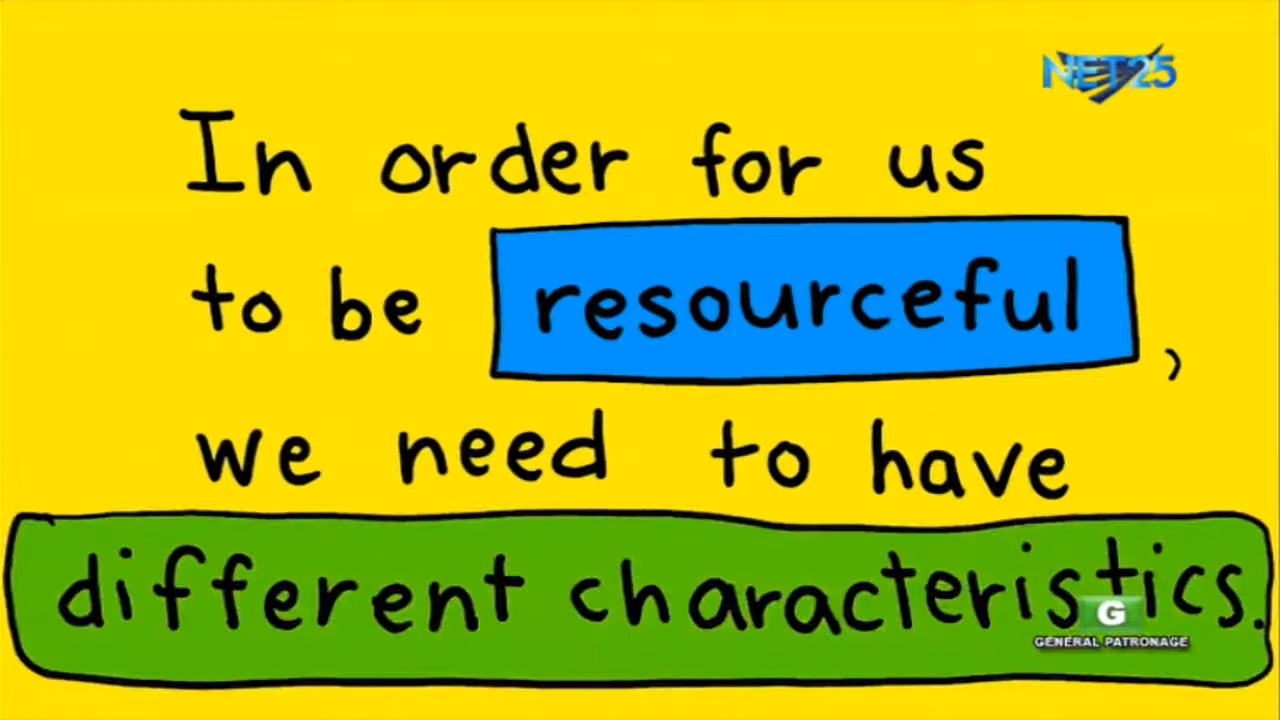 NET25
In order for us
to be resourceful,
we need to have
different characteristics.
G
GENERAL PATRONAGE